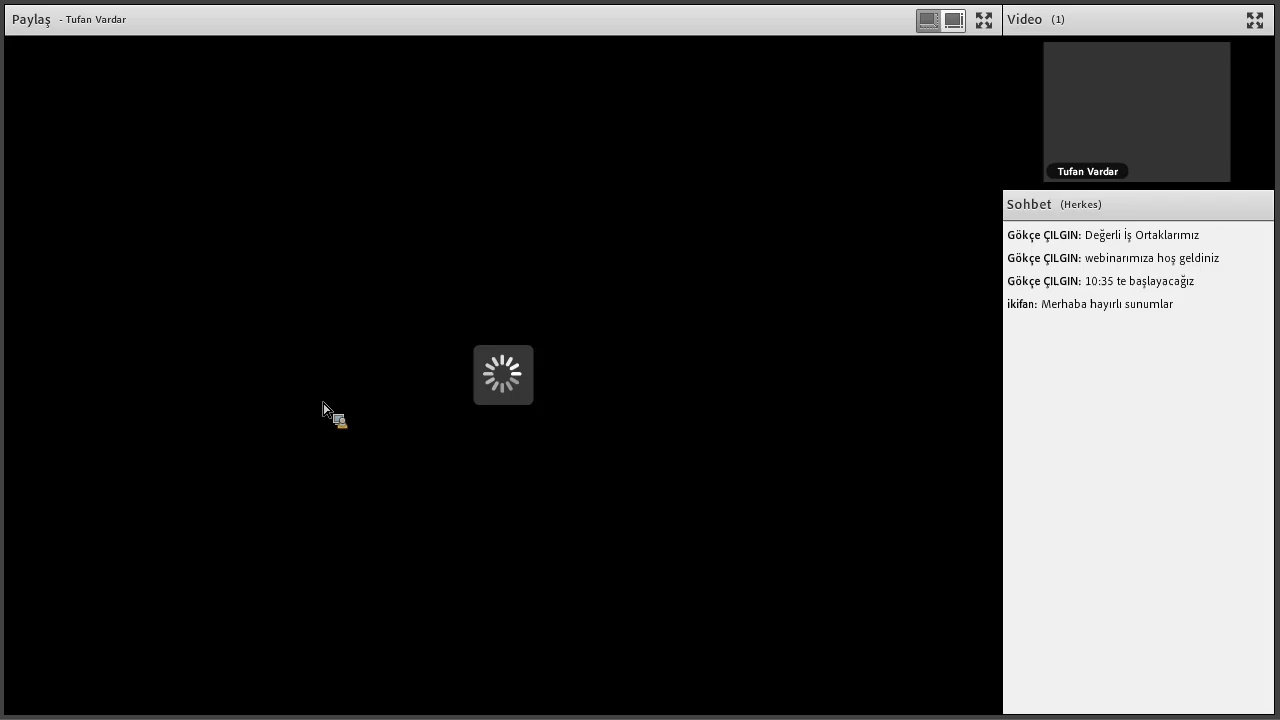 Paylaş - Tufan Vardar
Video (1)
Tufan Vardar
Sohbet (Herkes)
Gökçe ÇILGIN: Değerli İş Ortaklarımız
Gökçe ÇILGIN: webinarımıza hoş geldiniz
Gökçe ÇILGIN: 10:35 te başlayacağız
ikifan: Merhaba hayırlı sunumlar